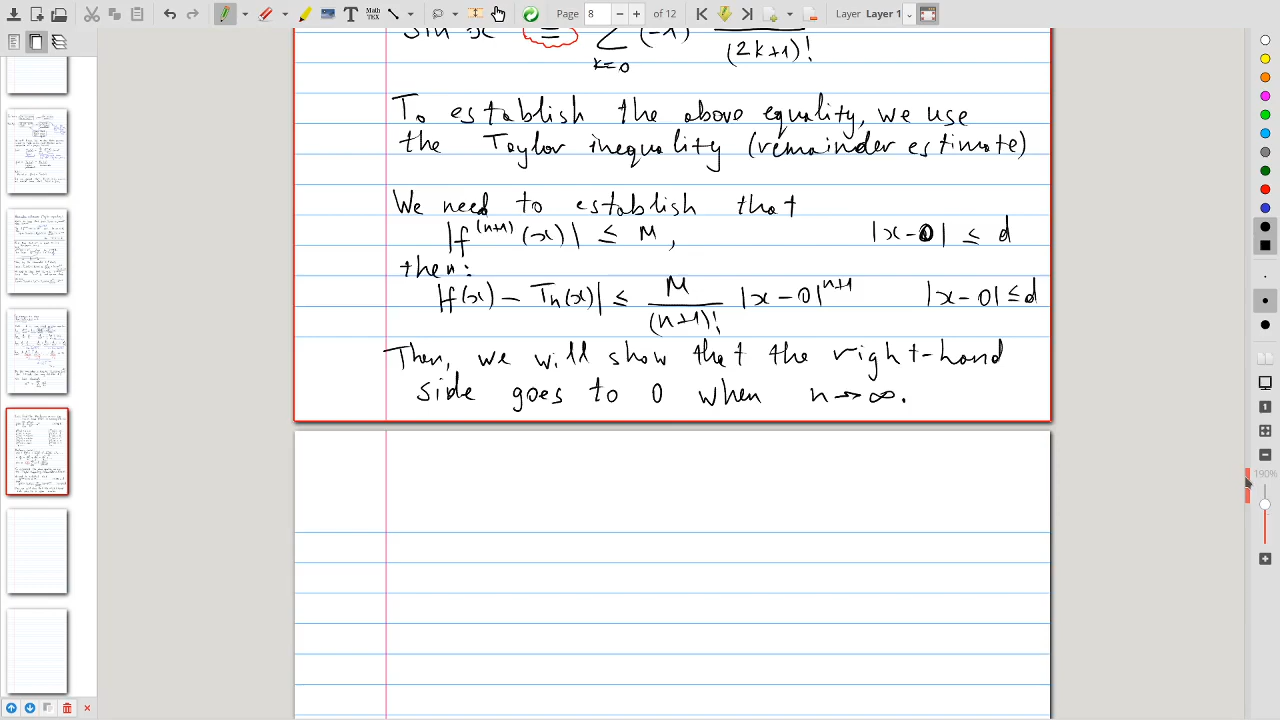 Page 8 of 12 Layer Layer 1
sin x = ∑ k=0 (-1) (2k+1)!
To establish the above equality, we use
the Taylor inequality (remainder estimate)
We need to establish that
|f^(n+1)(x)| ≤ M, |x-0| ≤ d
then:
|f(x) - Tn(x)| ≤ M/(n+1)! |x-0|^n+1 |x-0| ≤ d
Then, we will show that the right-hand
side goes to 0 when n→∞.
190%